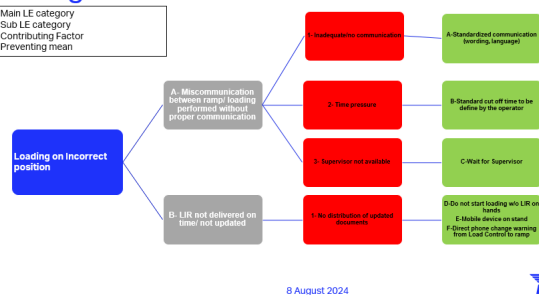 Main LE category
Sub LE category
Contributing Factor
Preventing mean
Loading on Incorrect
position
A- Miscommunication
between ramp/ loading
performed without
proper communication
B- LIR not delivered on
time/ not updated
1- Inadequate/no communication
2- Time pressure
3- Supervisor not available
1- No distribution of updated
documents
A-Standardized communication
(wording, language)
B-Standard cut off time to be
define by the operator
C-Wait for Supervisor
D-Do not start loading w/o LIR on
hands
E-Mobile device on stand
F-Direct phone change warning
from Load Control to ramp
8 August 2024